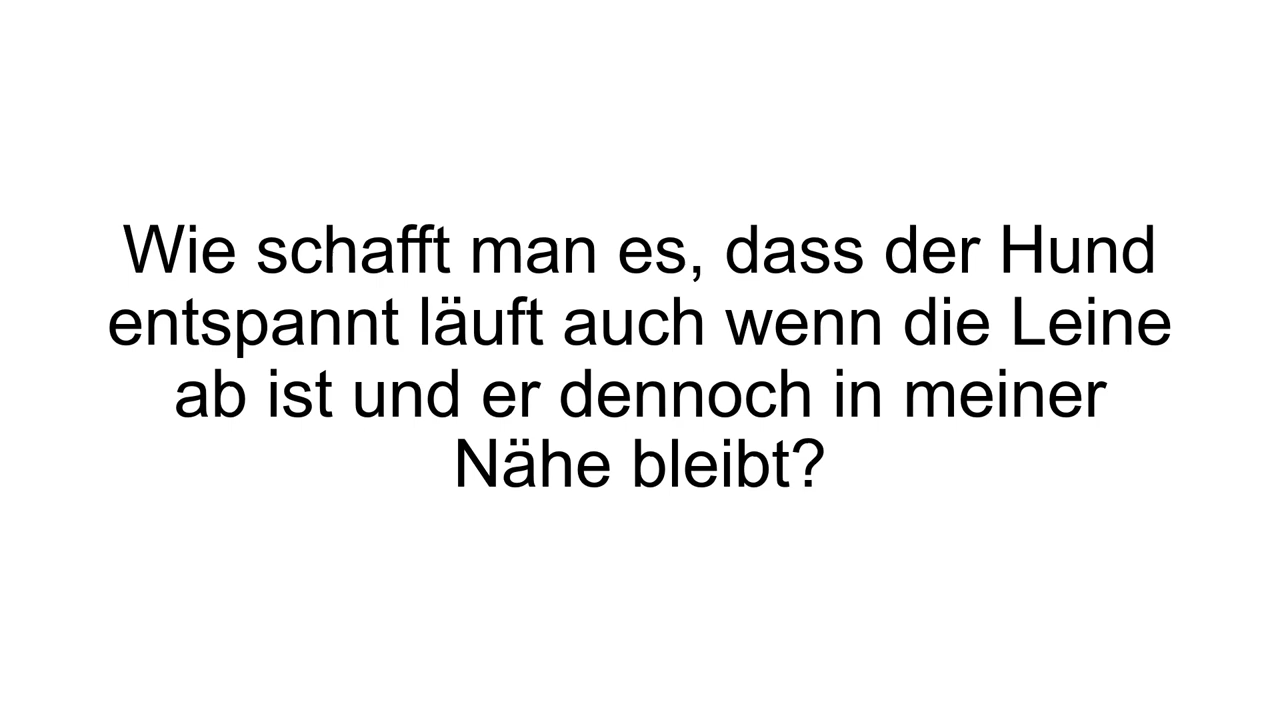 Wie schafft man es, dass der Hund
entspannt läuft auch wenn die Leine
ab ist und er dennoch in meiner
Nähe bleibt?